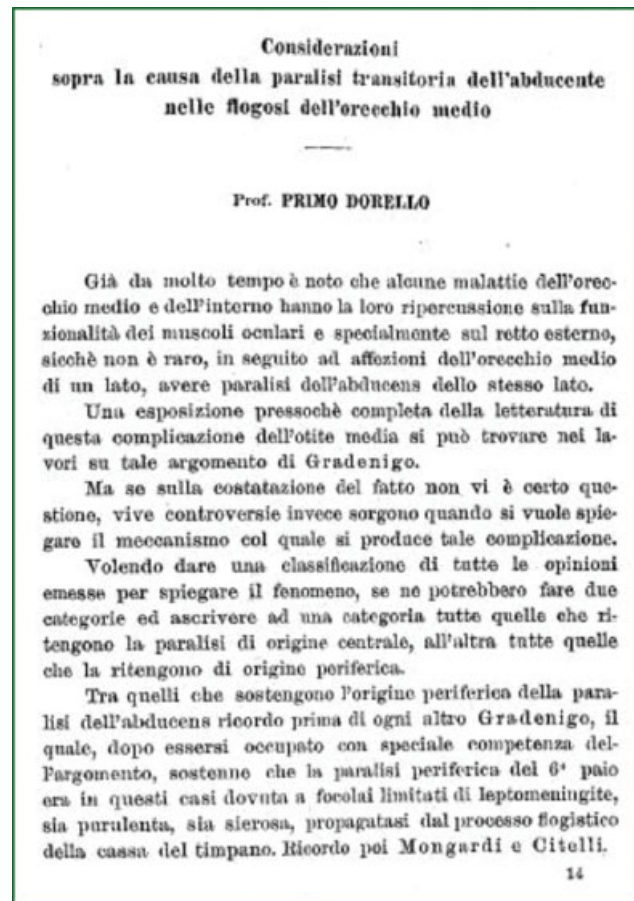 Considerazioni
sopra la causa della paralisi transitoria dell'abducente
nelle flogosi dell'orecchio medio
Prof. PRIMO DORELLO
Già da molto tempo è noto che alcune malattie dell'orec-
chio medio e dell'interno hanno la loro ripercussione sulla fun-
zionalità dei muscoli oculari e specialmente sul retto esterno,
sicchè non è raro, in seguito ad affezioni dell'orecchio medio
di un lato, avere paralisi dell'abducens dello stesso lato.
Una esposizione pressochè completa della letteratura di
questa complicazione dell'otite media si può trovare nei la-
vori su tale argomento di Gradenigo.
Ma se sulla costatazione del fatto non vi è certo que-
stione, vive controversie invece sorgono quando si vuole spie-
gare il meccanismo col quale si produce tale complicazione.
Volendo dare una classificazione di tutte le opinioni
emesse per spiegare il fenomeno, se ne potrebbero fare due
categorie ed ascrivere ad una categoria tutte quelle che ri-
tengono la paralisi di origine centrale, all'altra tutte quelle
che la ritengono di origine periferica.
Tra quelli che sostengono l'origine periferica della para-
lisi dell'abducens ricordo prima di ogni altro Gradenigo, il
quale, dopo essersi occupato con speciale competenza del-
l'argomento, sostenne che la paralisi periferica del 6° paio
era in questi casi dovuta a focolai limitati di leptomeningite,
sia purulenta, sia sierosa, propagatasi dal processo flogistico
della cassa del timpano. Ricordo poi Mongardi e Citelli.
14